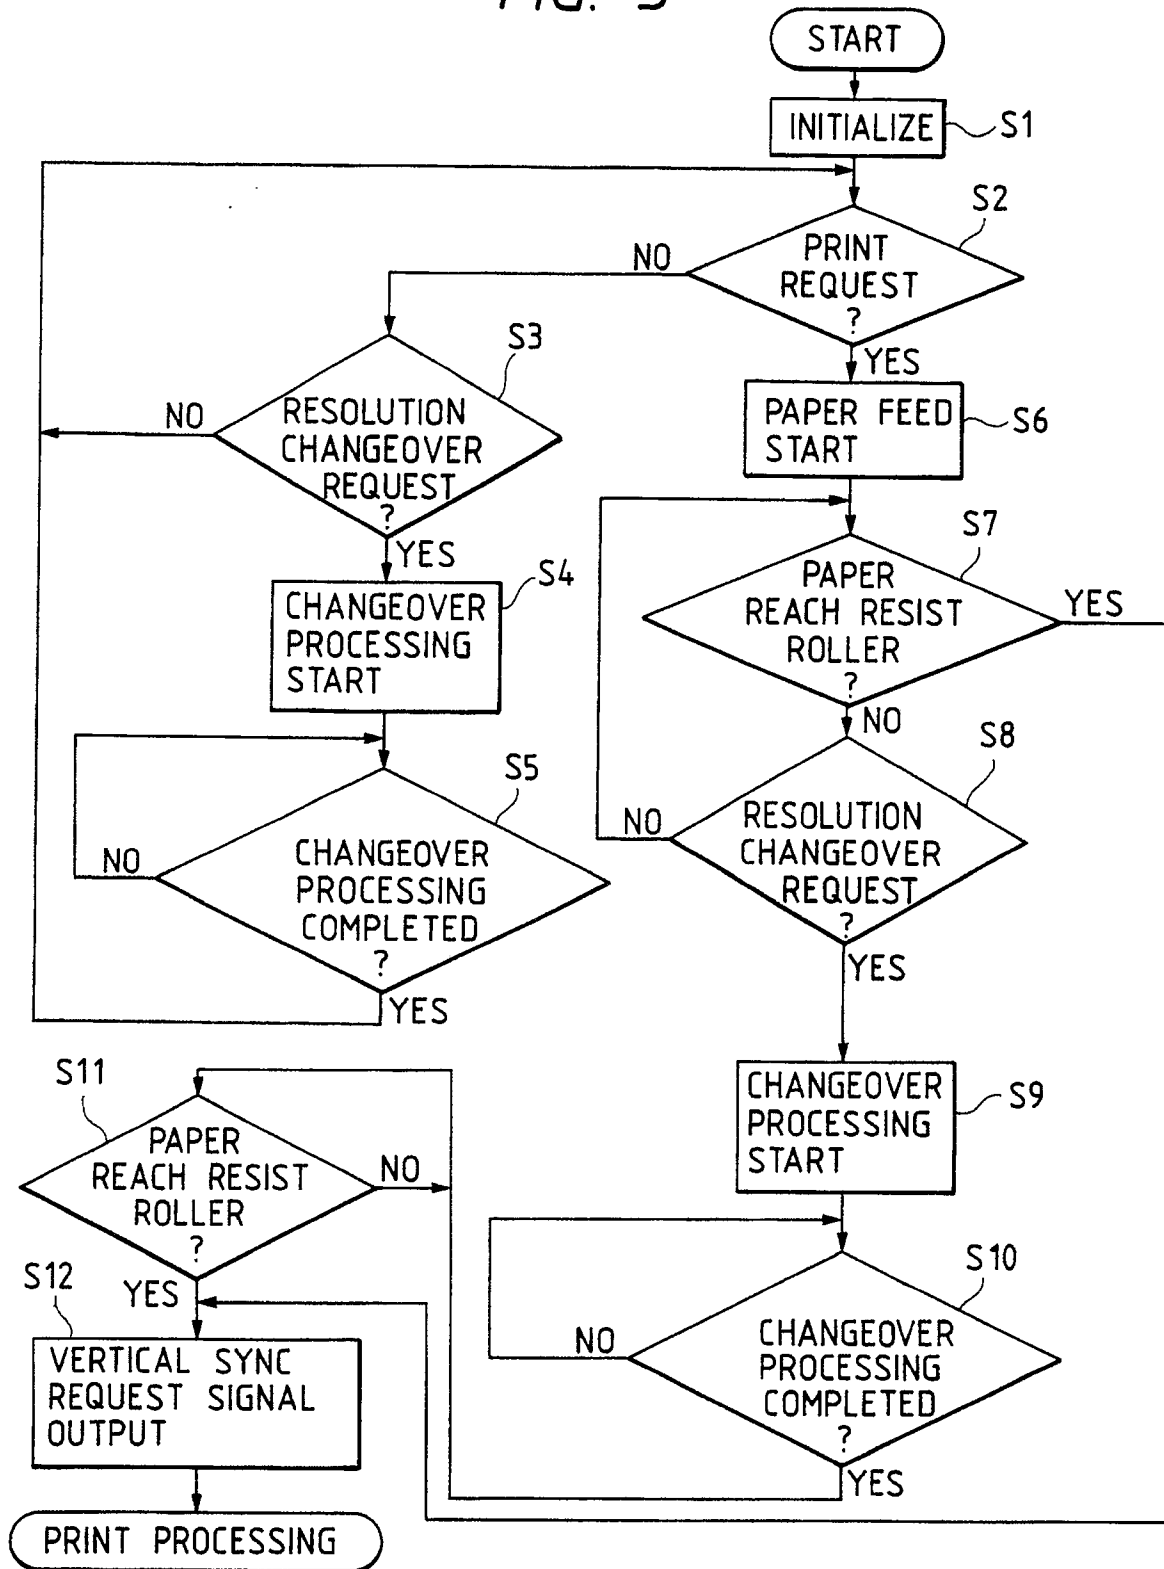 FIG. 5
START
INITIALIZE
S1
S2
PRINT
REQUEST
?
NO
YES
S3
RESOLUTION
CHANGEOVER
REQUEST
?
NO
YES
PAPER FEED
START
S6
S4
CHANGEOVER
PROCESSING
START
S7
PAPER
REACH RESIST
ROLLER
?
YES
NO
S5
CHANGEOVER
PROCESSING
COMPLETED
?
NO
YES
S8
RESOLUTION
CHANGEOVER
REQUEST
?
NO
YES
S9
CHANGEOVER
PROCESSING
START
S10
CHANGEOVER
PROCESSING
COMPLETED
?
NO
YES
S11
PAPER
REACH RESIST
ROLLER
?
NO
YES
S12
VERTICAL SYNC
REQUEST SIGNAL
OUTPUT
PRINT PROCESSING